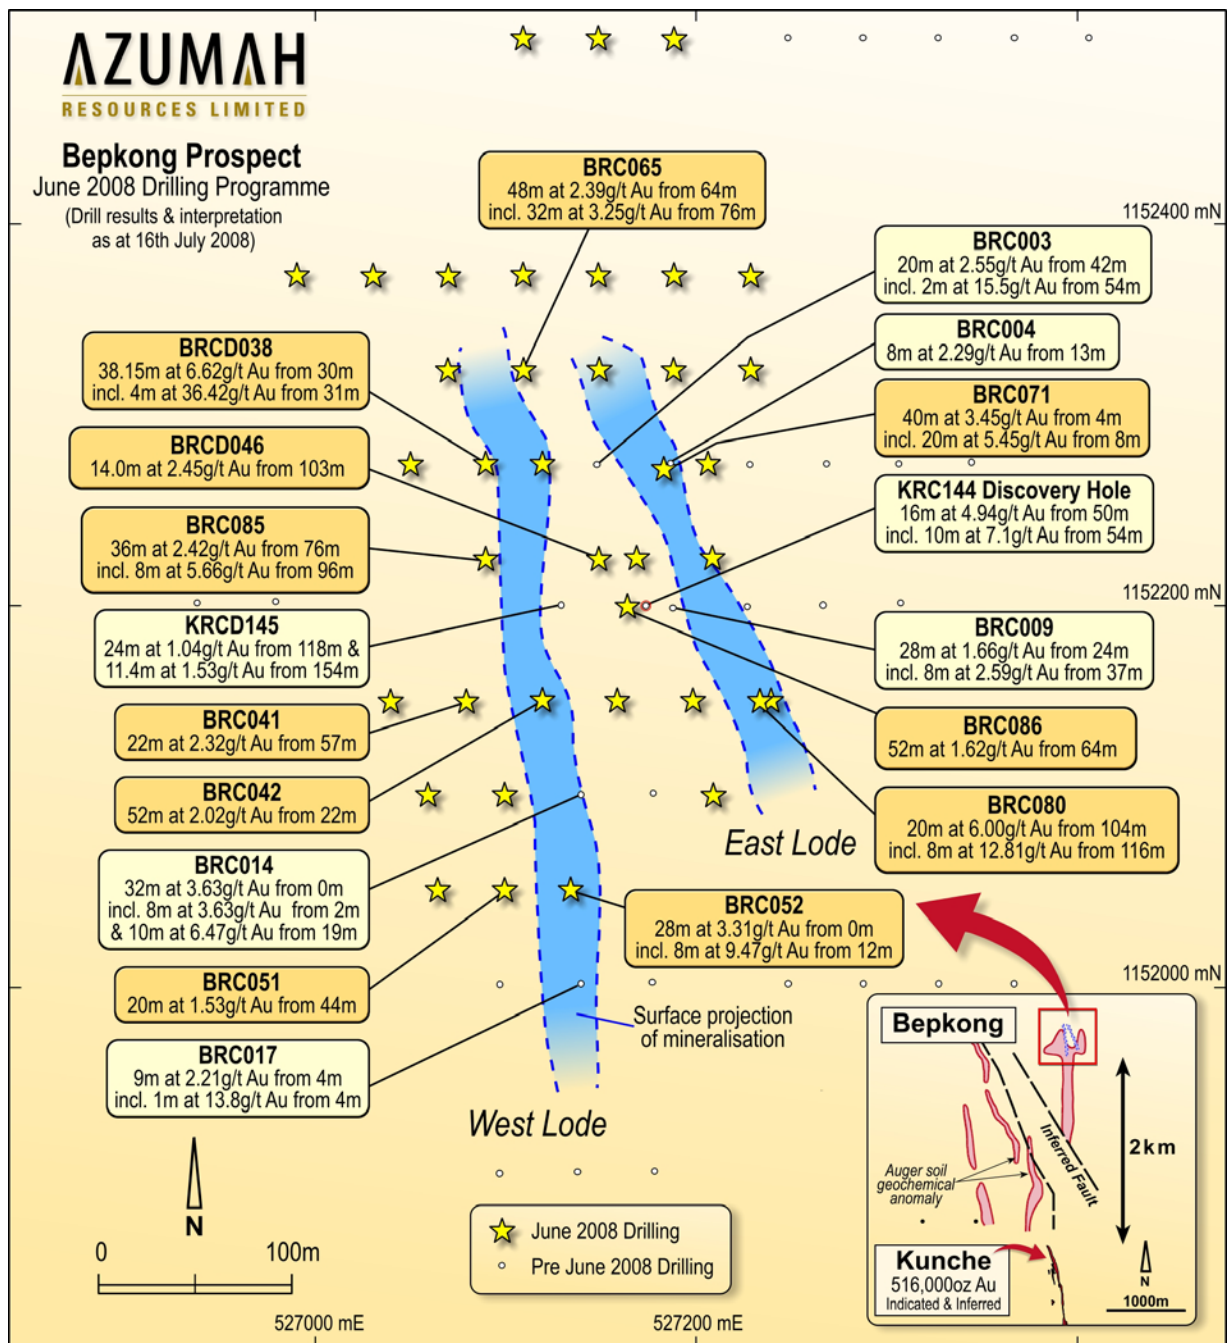 AZUMAH
RESOURCES LIMITED
Bepkong Prospect
June 2008 Drilling Programme
(Drill results & interpretation
as at 16th July 2008)
BRC065
48m at 2.39g/t Au from 64m
incl. 32m at 3.25g/t Au from 76m
1152400 mN
BRC003
20m at 2.55g/t Au from 42m
incl. 2m at 15.5g/t Au from 54m
BRC004
8m at 2.29g/t Au from 13m
BRCD038
38.15m at 6.62g/t Au from 30m
incl. 4m at 36.42g/t Au from 31m
BRC071
40m at 3.45g/t Au from 4m
incl. 20m at 5.45g/t Au from 8m
BRCD046
14.0m at 2.45g/t Au from 103m
KRC144 Discovery Hole
16m at 4.94g/t Au from 50m
incl. 10m at 7.1g/t Au from 54m
BRC085
36m at 2.42g/t Au from 76m
incl. 8m at 5.66g/t Au from 96m
1152200 mN
KRCD145
24m at 1.04g/t Au from 118m &
11.4m at 1.53g/t Au from 154m
BRC009
28m at 1.66g/t Au from 24m
incl. 8m at 2.59g/t Au from 37m
BRC041
22m at 2.32g/t Au from 57m
BRC086
52m at 1.62g/t Au from 64m
BRC042
52m at 2.02g/t Au from 22m
BRC080
20m at 6.00g/t Au from 104m
incl. 8m at 12.81g/t Au from 116m
East Lode
BRC014
32m at 3.63g/t Au from 0m
incl. 8m at 3.63g/t Au from 2m
& 10m at 6.47g/t Au from 19m
BRC052
28m at 3.31g/t Au from 0m
incl. 8m at 9.47g/t Au from 12m
BRC051
20m at 1.53g/t Au from 44m
1152000 mN
Surface projection
of mineralisation
BRC017
9m at 2.21g/t Au from 4m
incl. 1m at 13.8g/t Au from 4m
West Lode
Bepkong
2km
Inferred Fault
Auger soil
geochemical
anomaly
Kunche
516,000oz Au
Indicated & Inferred
N
1000m
N
0 100m
June 2008 Drilling
Pre June 2008 Drilling
527000 mE
527200 mE